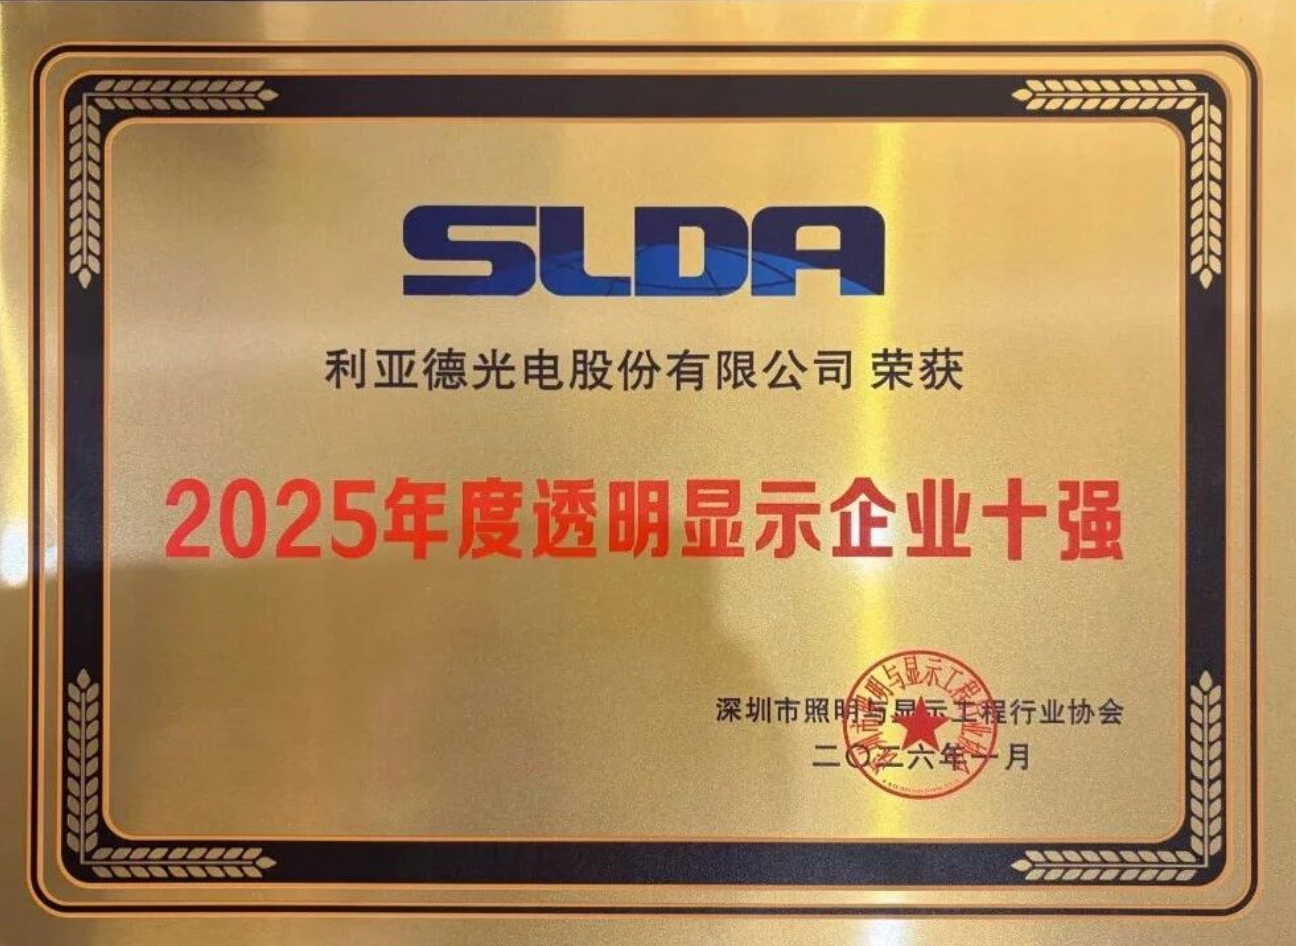 SLDA
利亚德光电股份有限公司 荣获
2025年度透明显示企业十强
深圳市照明与显示工程行业协会
二〇二六年一月